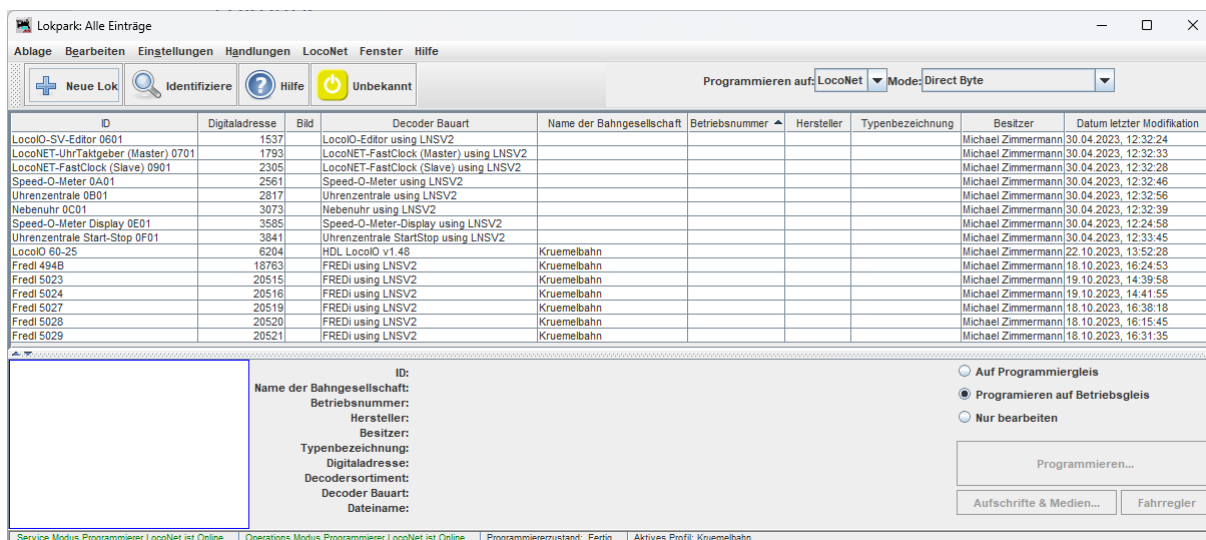 Lokpark: Alle Einträge
Ablage Bearbeiten Einstellungen Handlungen LocoNet Fenster Hilfe
Neue Lok Identifiziere Hilfe Unbekannt Programmieren auf: LocoNet Mode: Direct Byte
ID Digitaladresse Bild Decoder Bauart Name der Bahngesellschaft Betriebsnummer Hersteller Typenbezeichnung Besitzer Datum letzter Modifikation
LocoIO-SV-Editor 0601 1537 LocoIO-Editor using LNSV2 Michael Zimmermann 30.04.2023, 12:32:24
LocoNET-UhrTaktgeber (Master) 0701 1793 LocoNET-FastClock (Master) using LNSV2 Michael Zimmermann 30.04.2023, 12:32:33
LocoNET-FastClock (Slave) 0901 2305 LocoNET-FastClock (Slave) using LNSV2 Michael Zimmermann 30.04.2023, 12:32:28
Speed-O-Meter 0A01 2561 Speed-O-Meter using LNSV2 Michael Zimmermann 30.04.2023, 12:32:46
Uhrenzentrale 0B01 2817 Uhrenzentrale using LNSV2 Michael Zimmermann 30.04.2023, 12:32:56
Nebenuhr 0C01 3073 Nebenuhr using LNSV2 Michael Zimmermann 30.04.2023, 12:32:39
Speed-O-Meter Display 0E01 3585 Speed-O-Meter-Display using LNSV2 Michael Zimmermann 30.04.2023, 12:24:58
Uhrenzentrale Start-Stop 0F01 3841 Uhrenzentrale StartStop using LNSV2 Michael Zimmermann 30.04.2023, 12:33:45
LocoIO 60-25 6204 HDL LocoIO v1.48 Kruemelbahn Michael Zimmermann 22.10.2023, 13:52:28
FredI 494B 18763 FREDi using LNSV2 Kruemelbahn Michael Zimmermann 18.10.2023, 16:24:53
FredI 5023 20515 FREDi using LNSV2 Kruemelbahn Michael Zimmermann 19.10.2023, 14:39:58
FredI 5024 20516 FREDi using LNSV2 Kruemelbahn Michael Zimmermann 19.10.2023, 14:41:55
FredI 5027 20519 FREDi using LNSV2 Kruemelbahn Michael Zimmermann 18.10.2023, 16:38:18
FredI 5028 20520 FREDi using LNSV2 Kruemelbahn Michael Zimmermann 18.10.2023, 16:15:45
FredI 5029 20521 FREDi using LNSV2 Kruemelbahn Michael Zimmermann 18.10.2023, 16:31:35
ID:
Name der Bahngesellschaft:
Betriebsnummer:
Hersteller:
Besitzer:
Typenbezeichnung:
Digitaladresse:
Decodersortiment:
Decoder Bauart:
Dateiname:
Auf Programmiergleis
Programieren auf Betriebsgleis
Nur bearbeiten
Programmieren...
Aufschrifte & Medien... Fahrregler
Service Modus Programmierer LocoNet ist Online Operations Modus Programmierer LocoNet ist Online Programmiererzustand: Fertig Aktives Profil: Kruemelbahn